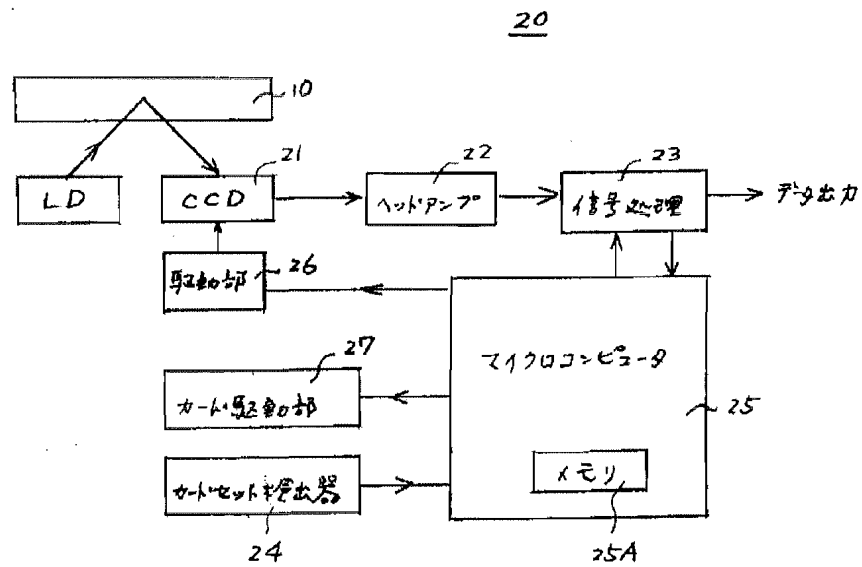 20
10
LD
CCD
21
ヘッドアンプ
22
信号処理
23
データ出力
駆動部
26
マイクロコンピュータ
25
カード駆動部
27
カードセット検出器
24
メモリ
25A